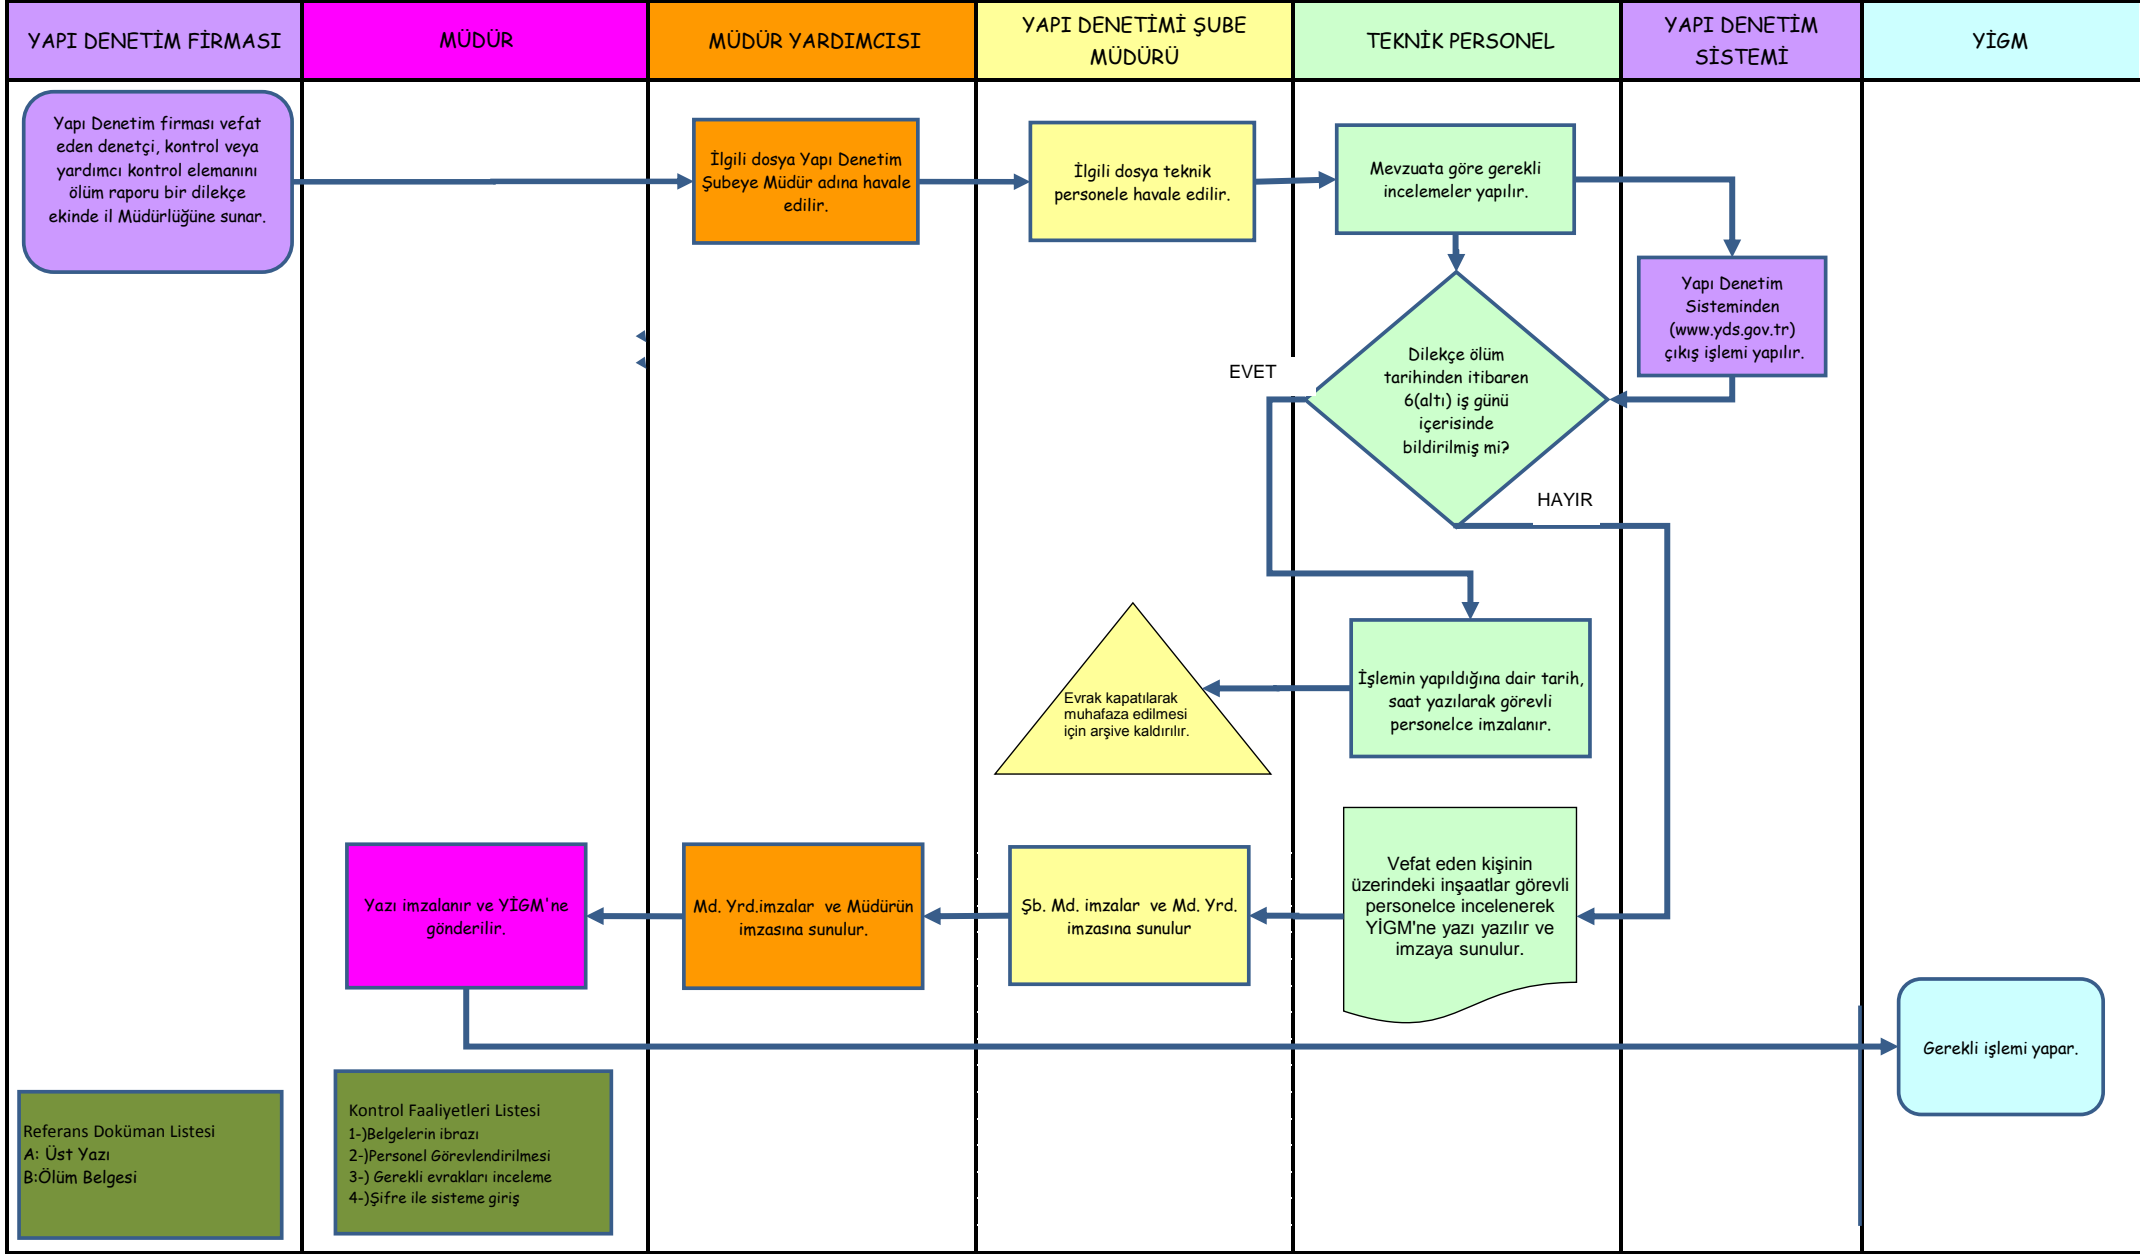 YAPI DENETİM FİRMASI
MÜDÜR
MÜDÜR YARDIMCISI
YAPI DENETİMİ ŞUBE
MÜDÜRÜ
TEKNİK PERSONEL
YAPI DENETİM
SİSTEMİ
YİGM
Yapı Denetim firması vefat
eden denetçi, kontrol veya
yardımcı kontrol elemanını
ölüm raporu bir dilekçe
ekinde il Müdürlüğüne sunar.
İlgili dosya Yapı Denetim
Şubeye Müdür adına havale
edilir.
İlgili dosya teknik
personele havale edilir.
Mevzuata göre gerekli
incelemeler yapılır.
Yapı Denetim
Sisteminden
(www.yds.gov.tr)
çıkış işlemi yapılır.
Dilekçe ölüm
tarihinden itibaren
6(altı) iş günü
içerisinde
bildirilmiş mi?
EVET
HAYIR
İşlemin yapıldığına dair tarih,
saat yazılarak görevli
personelce imzalanır.
Evrak kapatılarak
muhafaza edilmesi
için arşive kaldırılır.
Vefat eden kişinin
üzerindeki inşaatlar görevli
personelce incelenerek
YİGM'ne yazı yazılır ve
imzaya sunulur.
Şb. Md. imzalar  ve Md. Yrd.
imzasına sunulur
Md. Yrd.imzalar  ve Müdürün
imzasına sunulur.
Yazı imzalanır ve YİGM'ne
gönderilir.
Gerekli işlemi yapar.
Referans Doküman Listesi
A: Üst Yazı
B:Ölüm Belgesi
Kontrol Faaliyetleri Listesi
1-)Belgelerin ibrazı
2-)Personel Görevlendirilmesi
3-) Gerekli evrakları inceleme
4-)Şifre ile sisteme giriş